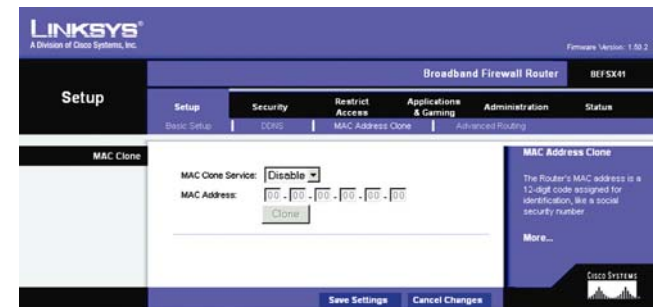 LINKSYS®
A Division of Cisco Systems, Inc.
Firmware Version: 1.50.2
Broadband Firewall Router
BEFSX41
Setup
Setup
Security
Restrict Access
Applications & Gaming
Administration
Status
Basic Setup
DDNS
MAC Address Clone
Advanced Routing
MAC Clone
MAC Clone Service: Disable
MAC Address: 00 - 00 - 00 - 00 - 00 - 00
Clone
MAC Address Clone
The Router's MAC address is a
12-digit code assigned for
identification, like a social
security number
More...
CISCO SYSTEMS
Save Settings
Cancel Changes